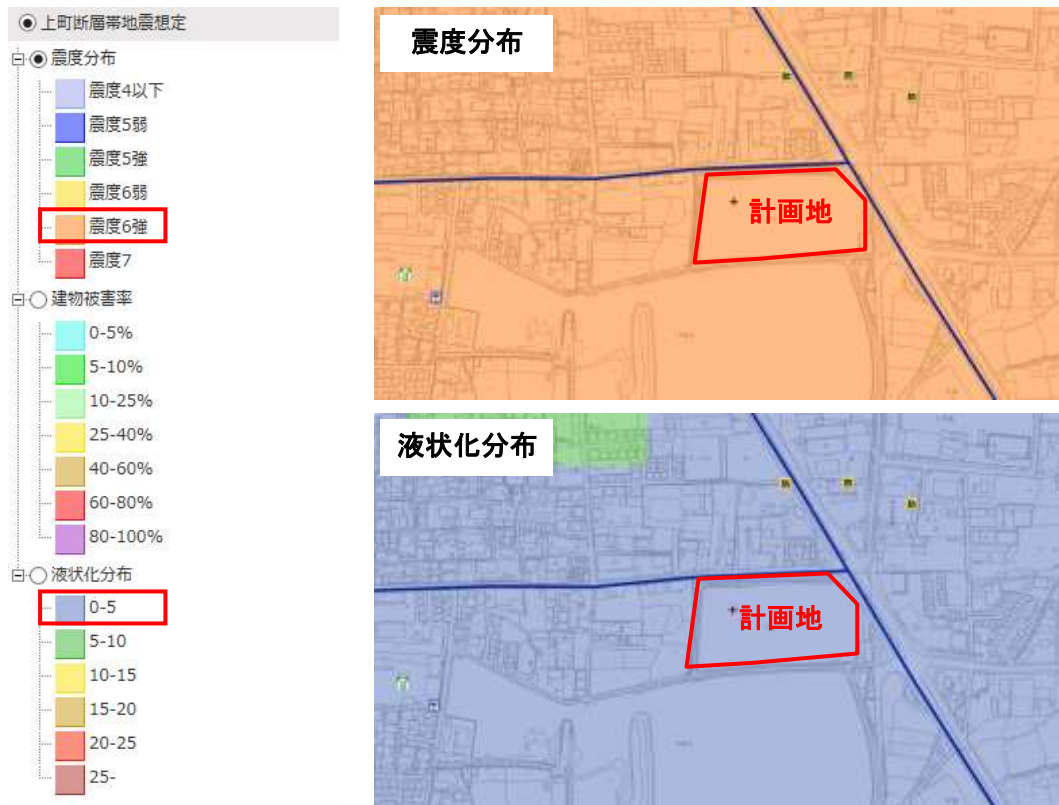 上町断層帯地震想定
震度分布
震度4以下
震度5弱
震度5強
震度6弱
震度6強
震度7
建物被害率
0-5%
5-10%
10-25%
25-40%
40-60%
60-80%
80-100%
液状化分布
0-5
5-10
10-15
15-20
20-25
25-
震度分布
計画地
液状化分布
計画地